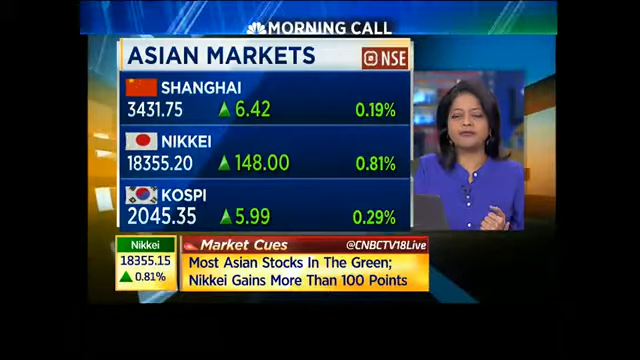 MORNING CALL
ASIAN MARKETS
NSE
SHANGHAI
3431.75 ▲ 6.42 0.19%
NIKKEI
18355.20 ▲ 148.00 0.81%
KOSPI
2045.35 ▲ 5.99 0.29%
Nikkei
18355.15
▲ 0.81%
Market Cues @CNBCTV18Live
Most Asian Stocks In The Green;
Nikkei Gains More Than 100 Points